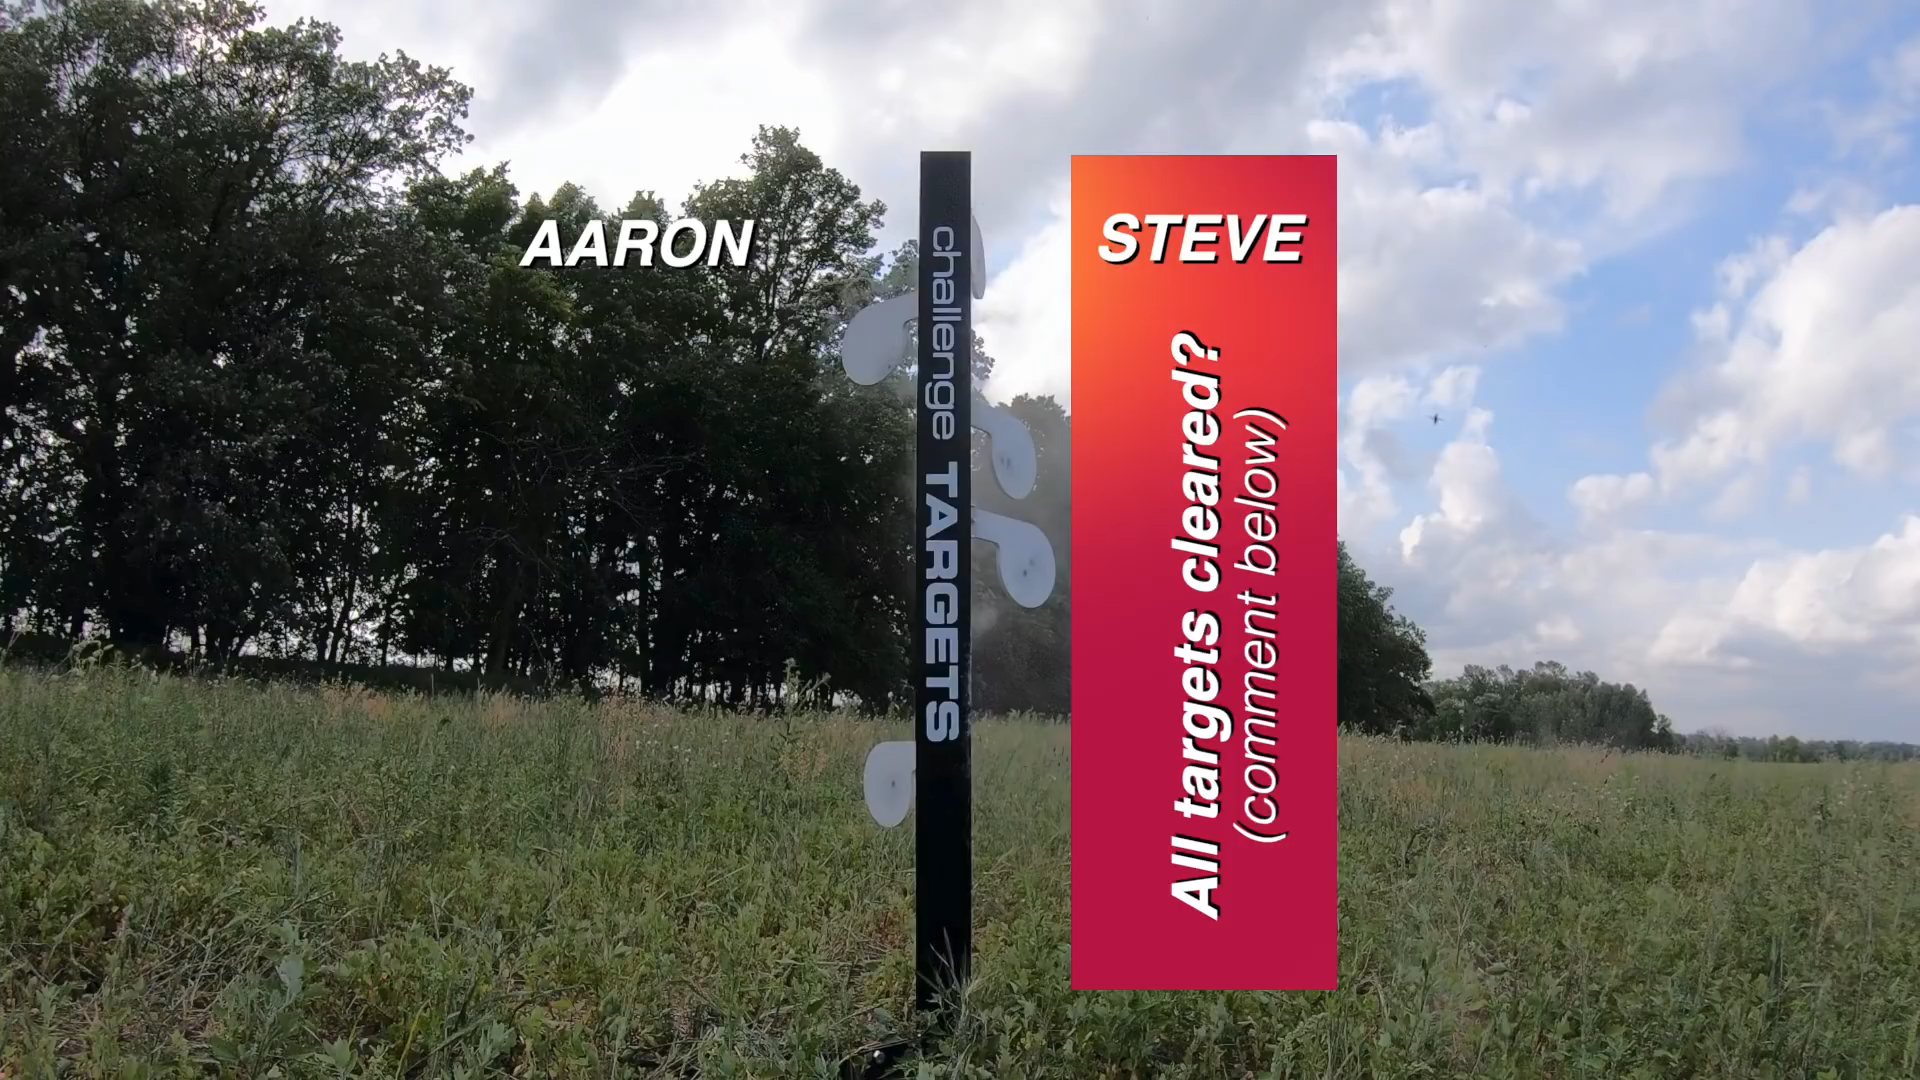 AARON
challenge TARGETS
STEVE
All targets cleared?
(comment below)